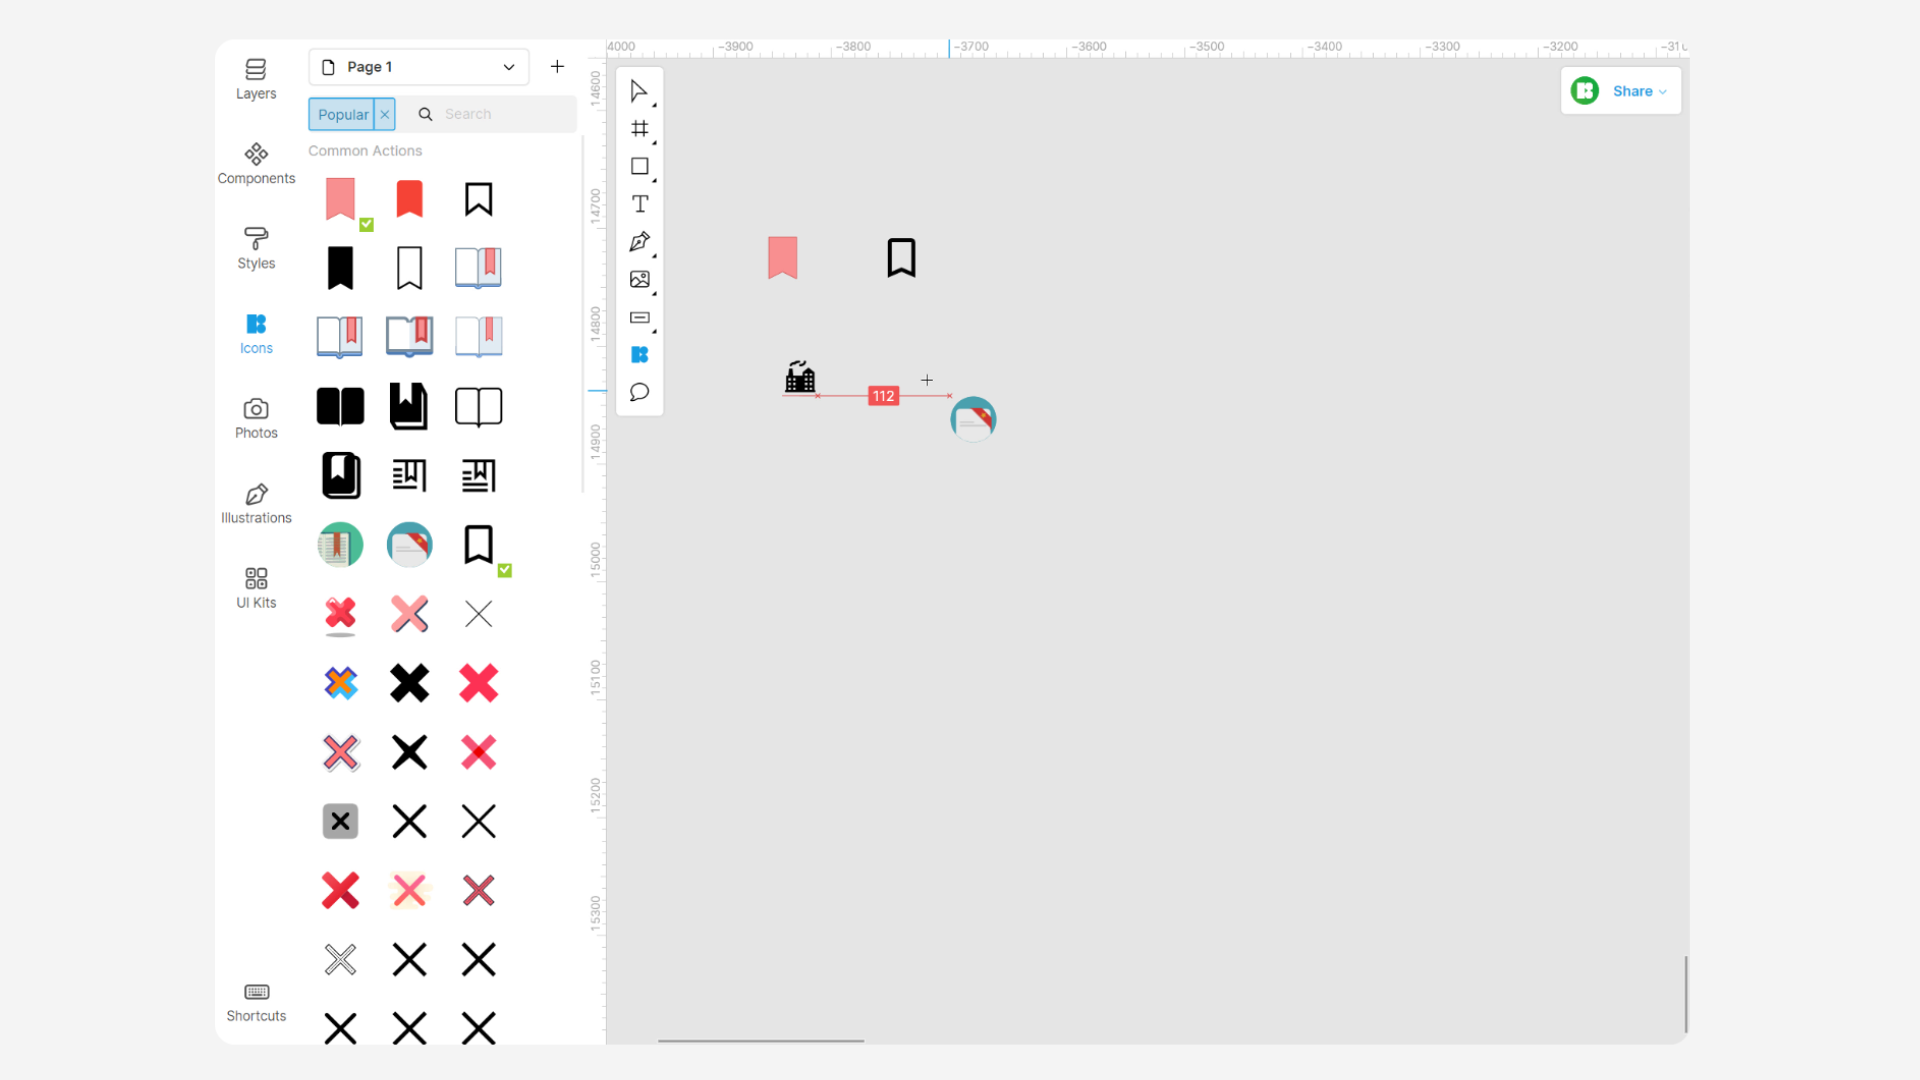 4000 -3900 -3800 -3700 -3600 -3500 -3400 -3300 -3200
Layers
Page 1
Share
Popular
Search
Common Actions
Components
Styles
Icons
Photos
Illustrations
UI Kits
Shortcuts
112
14600
14700
14800
14900
15000
15100
15200
15300